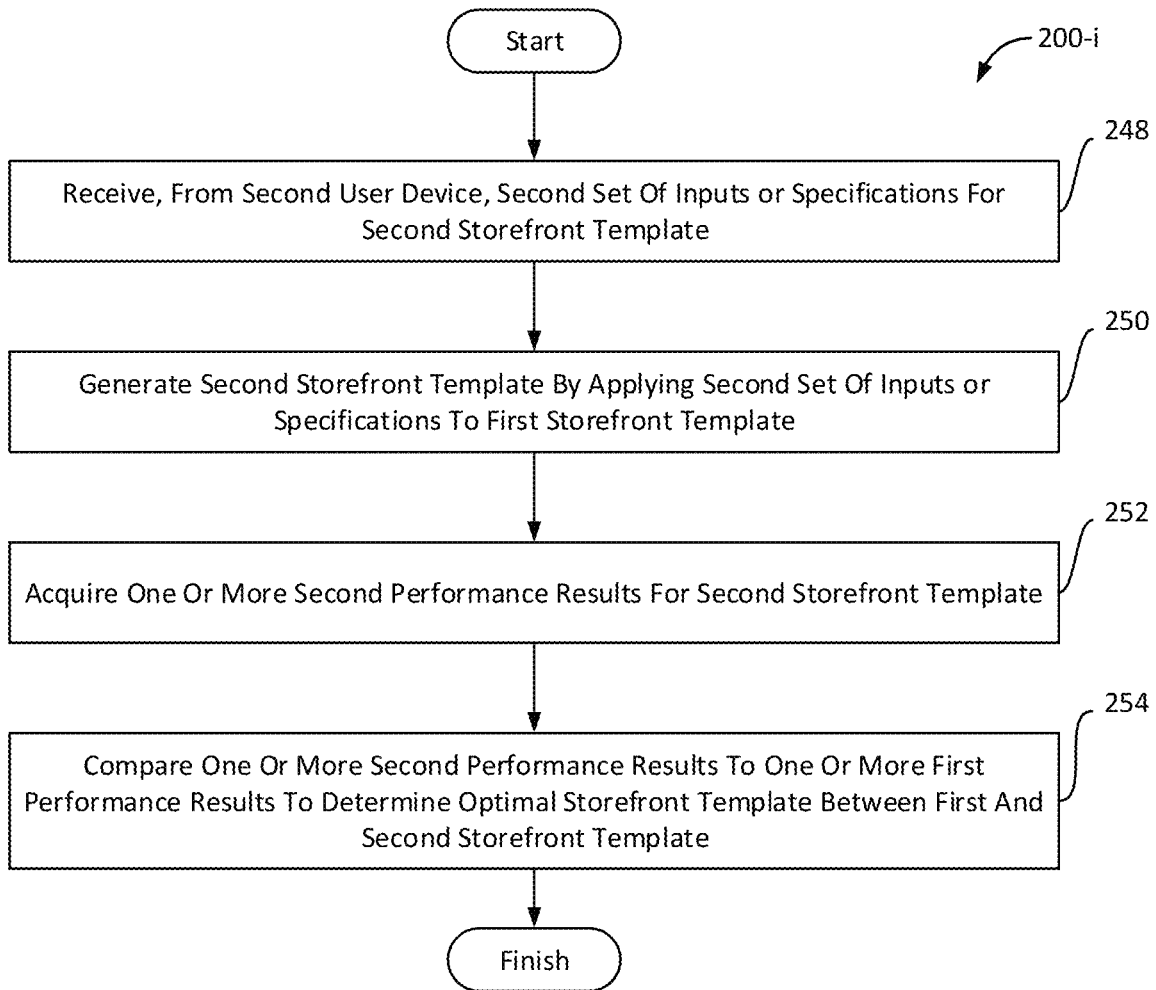 Start
200-i
248
Receive, From Second User Device, Second Set Of Inputs or Specifications For
Second Storefront Template
250
Generate Second Storefront Template By Applying Second Set Of Inputs or
Specifications To First Storefront Template
252
Acquire One Or More Second Performance Results For Second Storefront Template
254
Compare One Or More Second Performance Results To One Or More First
Performance Results To Determine Optimal Storefront Template Between First And
Second Storefront Template
Finish